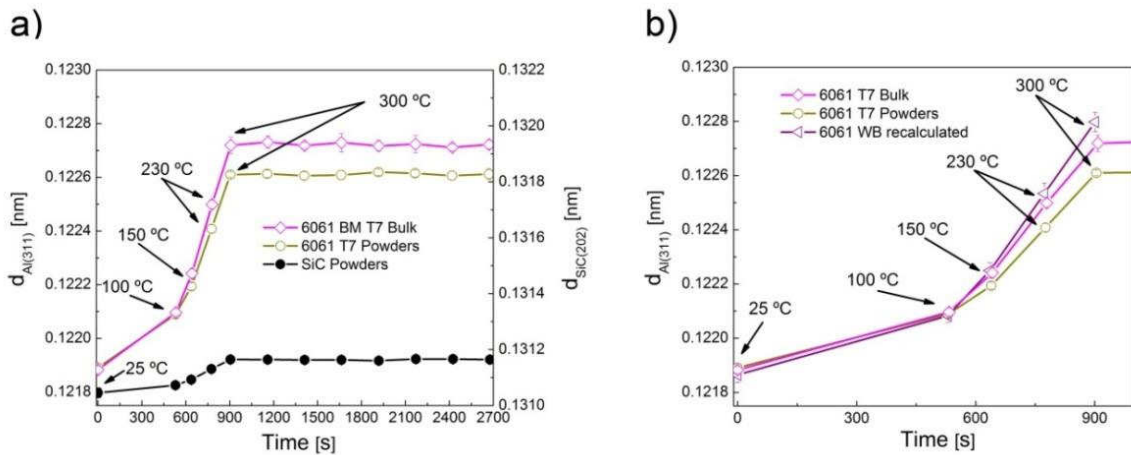 a)
0.1230
0.1228
0.1226
0.1224
0.1222
0.1220
0.1218
d_Al(311) [nm]
300 ºC
230 ºC
150 ºC
100 ºC
25 ºC
6061 BM T7 Bulk
6061 T7 Powders
SiC Powders
0.1322
0.1320
0.1318
0.1316
0.1314
0.1312
0.1310
d_SiC(202) [nm]
0 300 600 900 1200 1500 1800 2100 2400 2700
Time [s]
b)
0.1230
0.1228
0.1226
0.1224
0.1222
0.1220
0.1218
d_Al(311) [nm]
6061 T7 Bulk
6061 T7 Powders
6061 WB recalculated
300 ºC
230 ºC
150 ºC
100 ºC
25 ºC
0 300 600 900
Time [s]